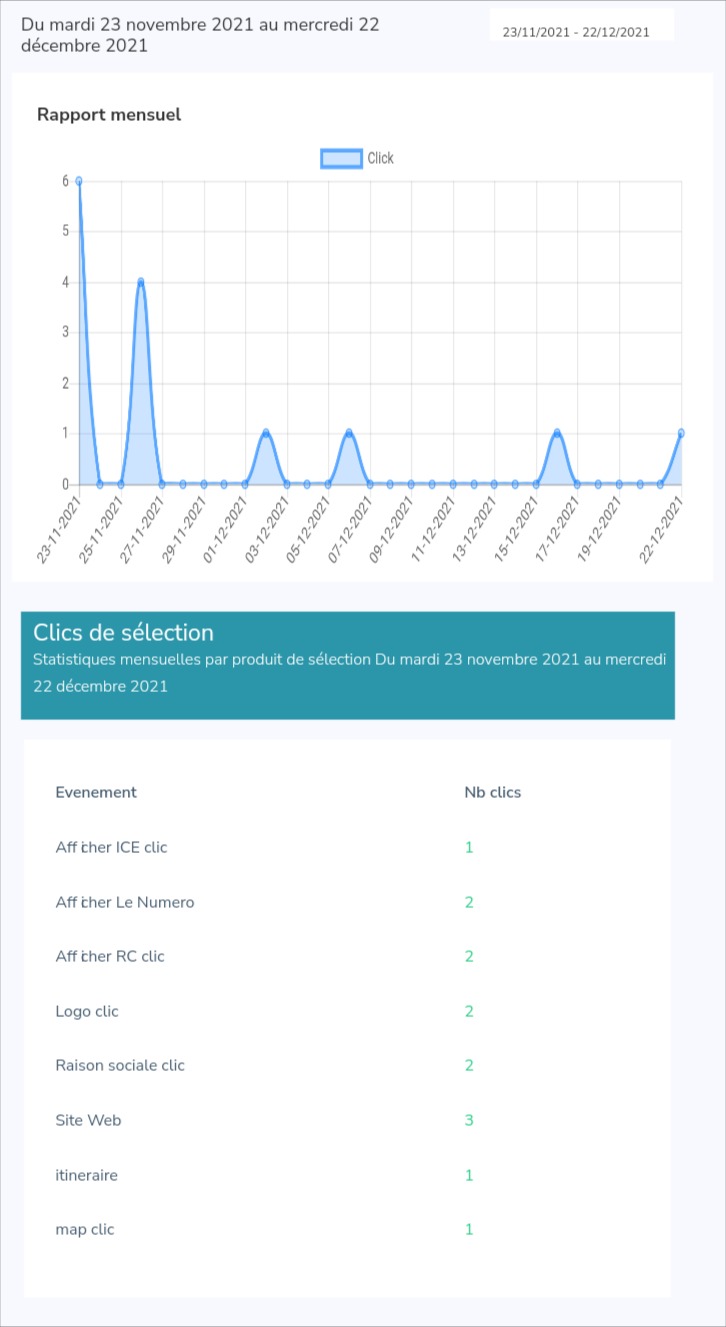 Du mardi 23 novembre 2021 au mercredi 22
décembre 2021
23/11/2021 - 22/12/2021
Rapport mensuel
Click
6
5
4
3
2
1
0
23-11-2021
25-11-2021
27-11-2021
29-11-2021
01-12-2021
03-12-2021
05-12-2021
07-12-2021
09-12-2021
11-12-2021
13-12-2021
15-12-2021
17-12-2021
19-12-2021
22-12-2021
Clics de sélection
Statistiques mensuelles par produit de sélection Du mardi 23 novembre 2021 au mercredi
22 décembre 2021
Evenement Nb clics
Afficher ICE clic 1
Afficher Le Numero 2
Afficher RC clic 2
Logo clic 2
Raison sociale clic 2
Site Web 3
itineraire 1
map clic 1